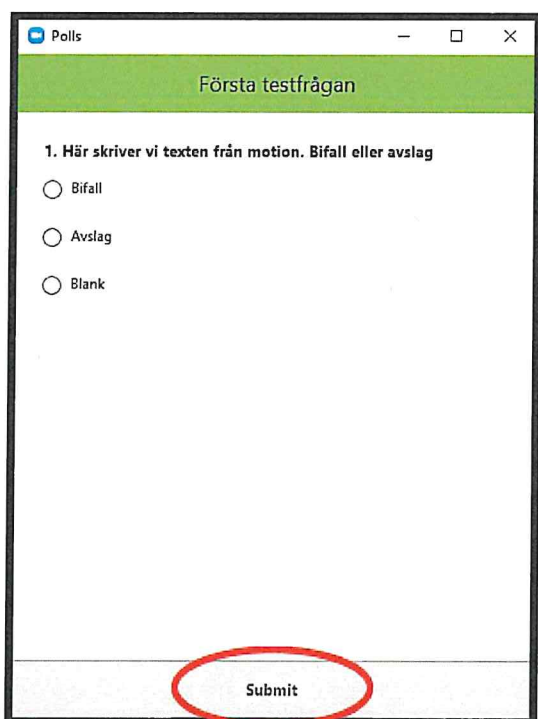 Polls
Första testfrågan
1. Här skriver vi texten från motion. Bifall eller avslag
Bifall
Avslag
Blank
Submit